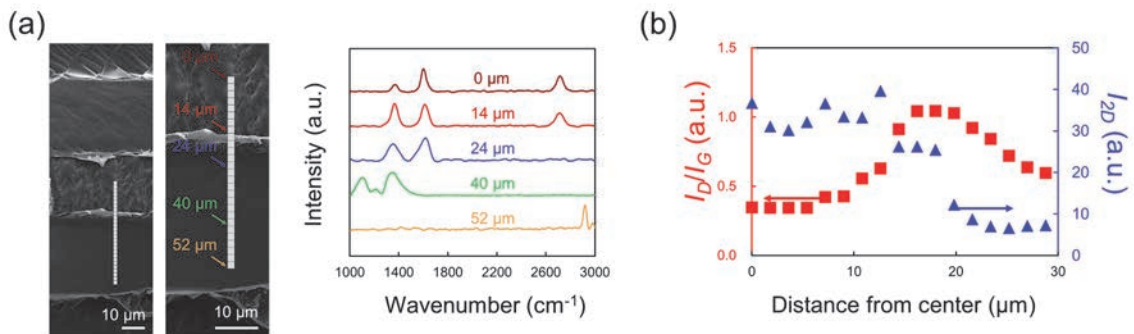 (a)
0 µm
14 µm
24 µm
40 µm
52 µm
10 µm
10 µm
Intensity (a.u.)
0 µm
14 µm
24 µm
40 µm
52 µm
1000 1400 1800 2200 2600 3000
Wavenumber (cm⁻¹)
(b)
I_D/I_G (a.u.)
1.5
1.0
0.5
0.0
50
40
30
20
10
0
I_2D (a.u.)
0 10 20 30
Distance from center (µm)